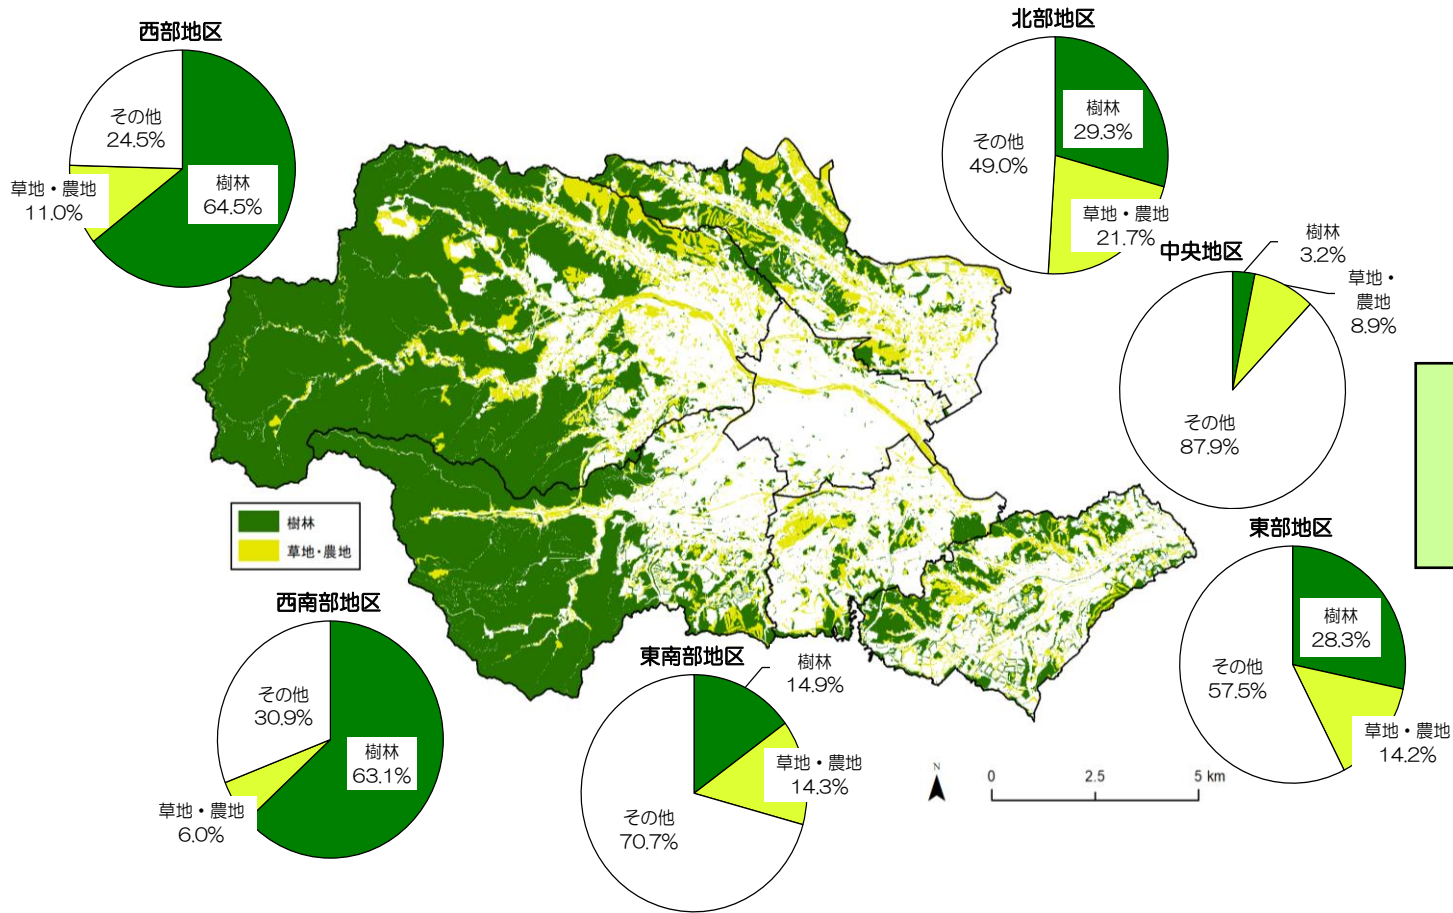 西部地区
その他
24.5%
草地・農地
11.0%
樹林
64.5%
北部地区
樹林
29.3%
その他
49.0%
草地・農地
21.7%
中央地区
樹林
3.2%
草地・
農地
8.9%
その他
87.9%
樹林
草地・農地
西南部地区
その他
30.9%
樹林
63.1%
草地・農地
6.0%
東南部地区
樹林
14.9%
草地・農地
14.3%
その他
70.7%
東部地区
樹林
28.3%
その他
57.5%
草地・農地
14.2%
N
0 2.5 5 km